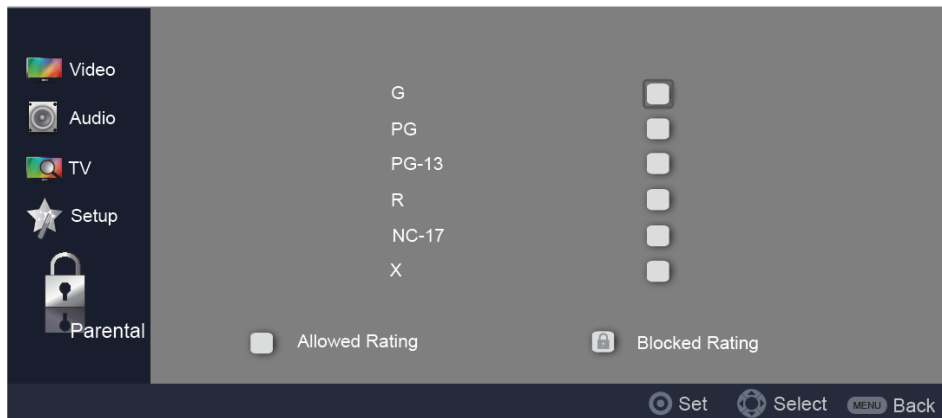 Video
Audio
TV
Setup
Parental
G
PG
PG-13
R
NC-17
X
Allowed Rating
Blocked Rating
Set
Select
MENU Back